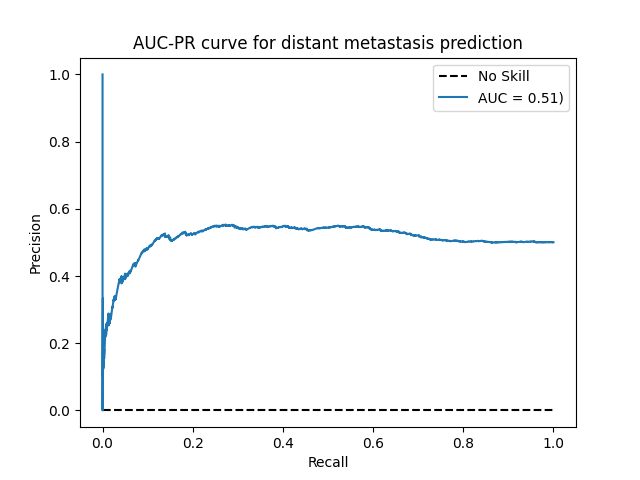 AUC-PR curve for distant metastasis prediction
No Skill
AUC = 0.51)
Precision
1.0
0.8
0.6
0.4
0.2
0.0
0.0 0.2 0.4 0.6 0.8 1.0
Recall